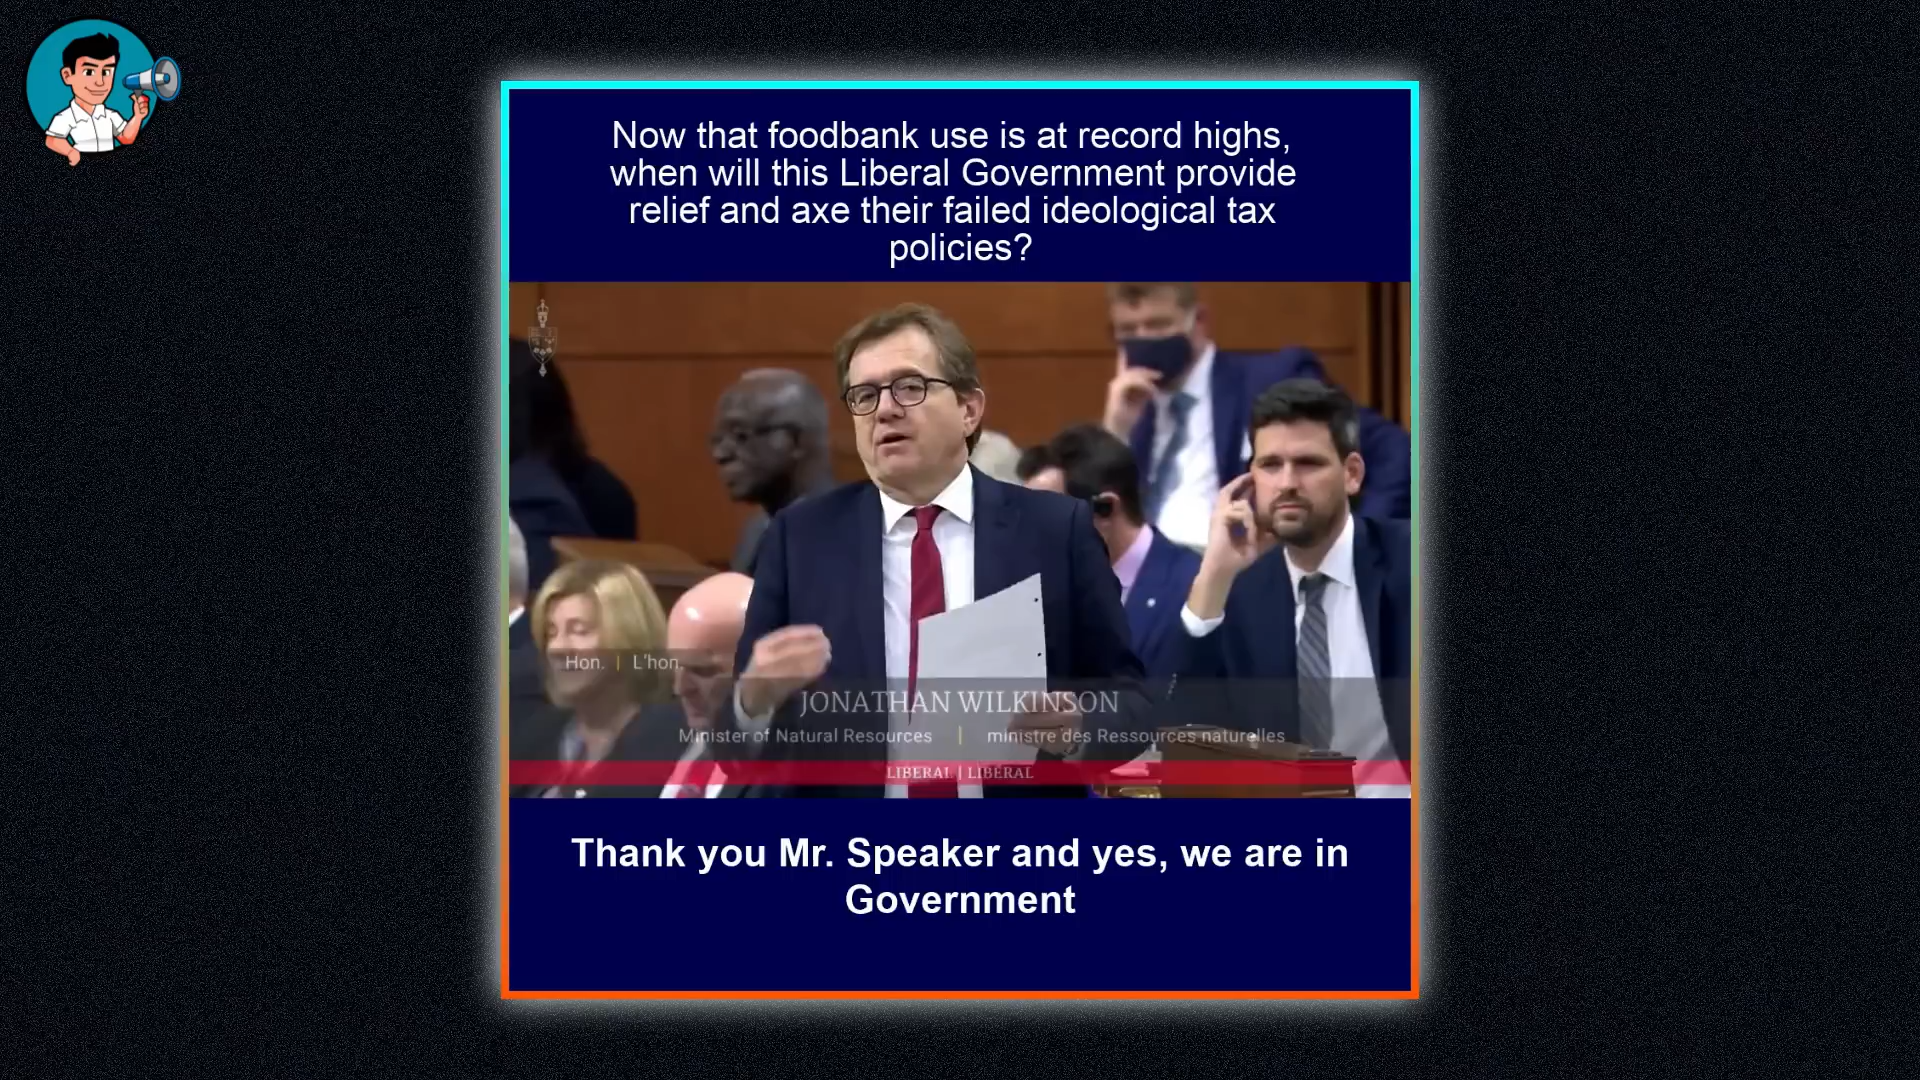 Now that foodbank use is at record highs,
when will this Liberal Government provide
relief and axe their failed ideological tax
policies?
Hon. | L'hon.
JONATHAN WILKINSON
Minister of Natural Resources | ministre des Ressources naturelles
LIBERAL | LIBÉRAL
Thank you Mr. Speaker and yes, we are in
Government